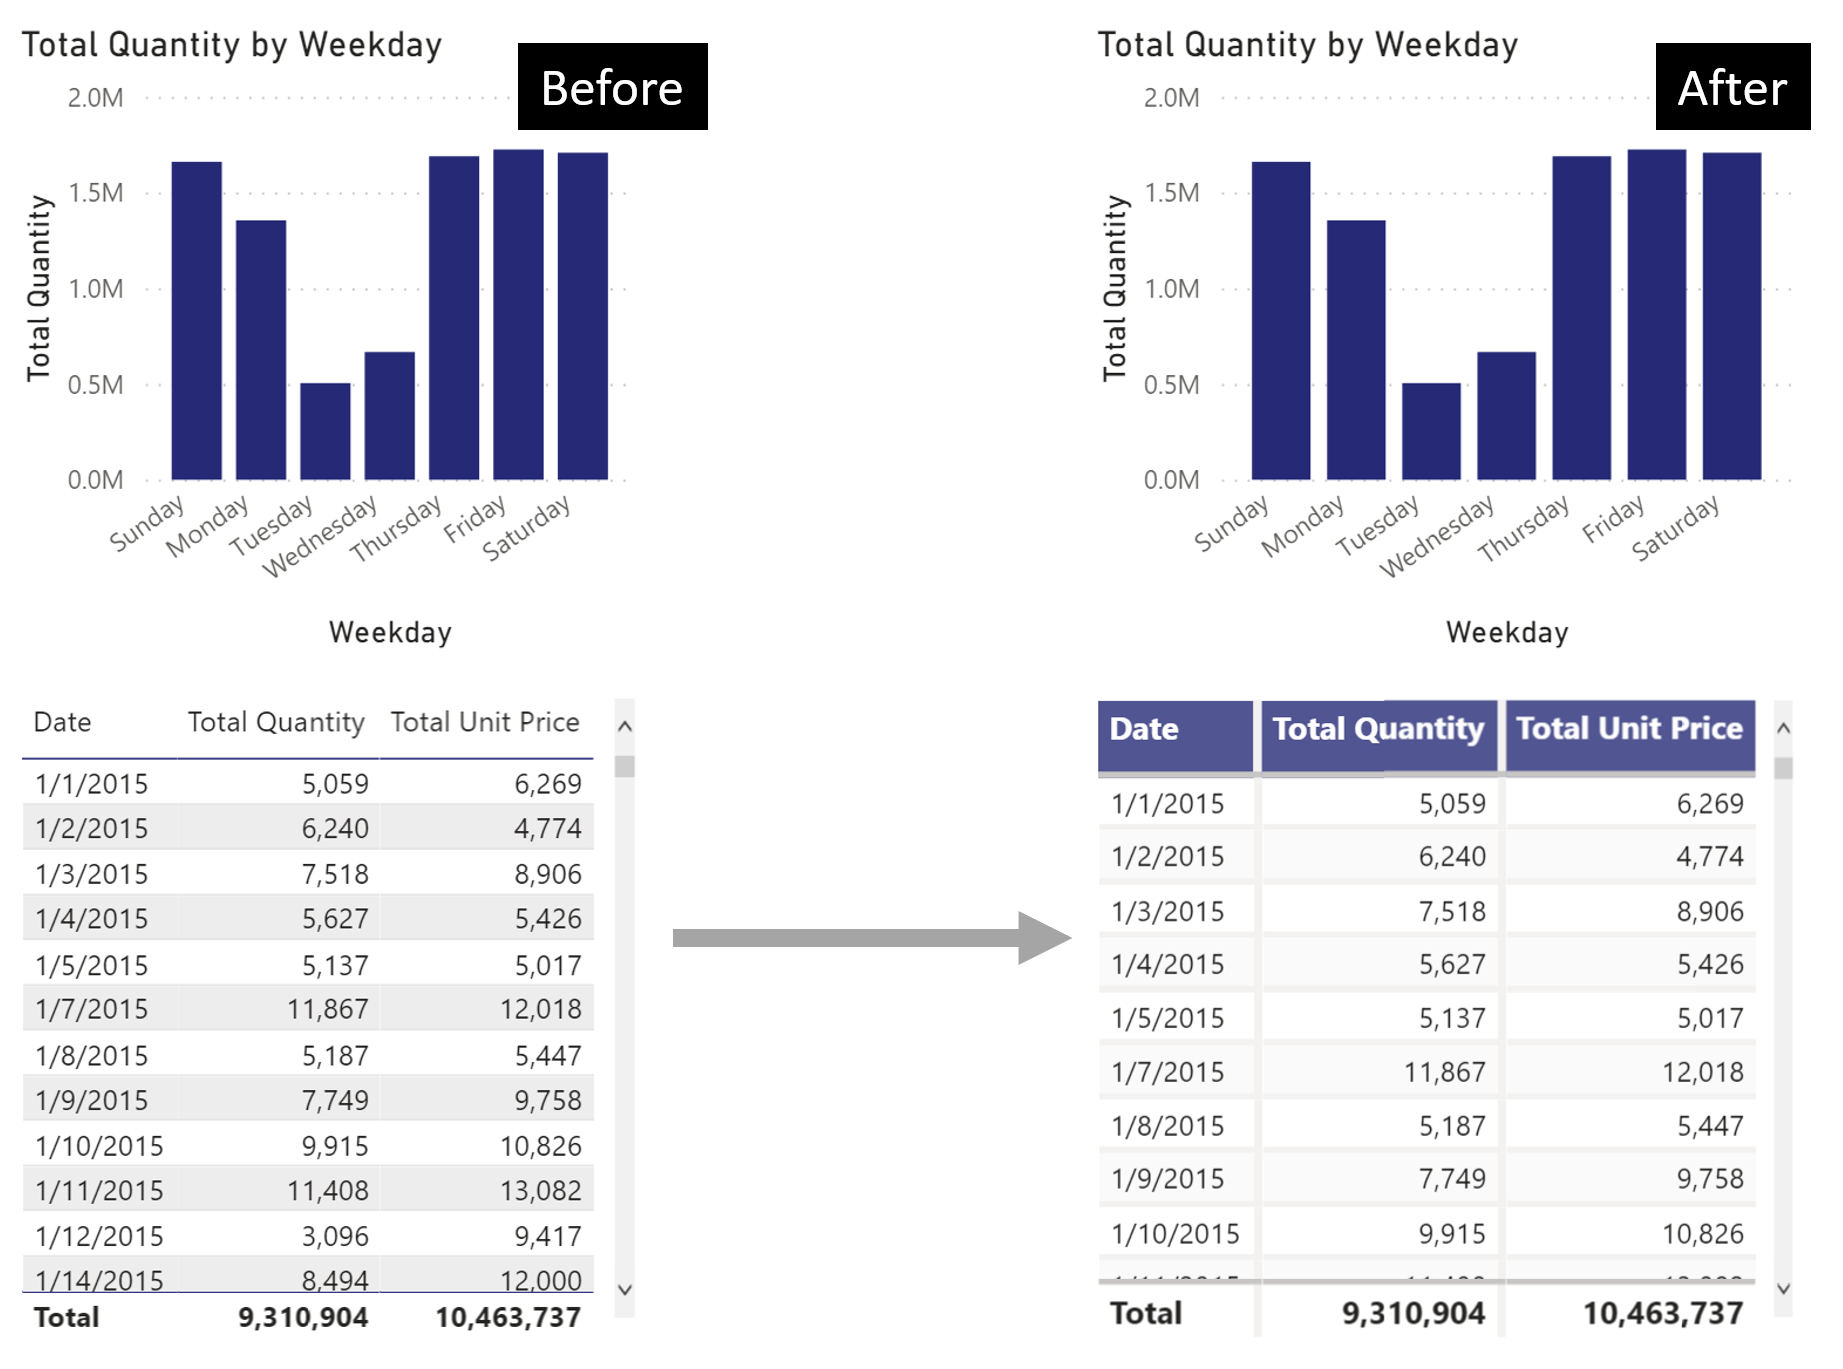 Total Quantity by Weekday
Before
2.0M
1.5M
1.0M
0.5M
0.0M
Total Quantity
Sunday
Monday
Tuesday
Wednesday
Thursday
Friday
Saturday
Weekday
Date Total Quantity Total Unit Price
1/1/2015 5,059 6,269
1/2/2015 6,240 4,774
1/3/2015 7,518 8,906
1/4/2015 5,627 5,426
1/5/2015 5,137 5,017
1/7/2015 11,867 12,018
1/8/2015 5,187 5,447
1/9/2015 7,749 9,758
1/10/2015 9,915 10,826
1/11/2015 11,408 13,082
1/12/2015 3,096 9,417
1/14/2015 8,494 12,000
Total 9,310,904 10,463,737
Total Quantity by Weekday
After
2.0M
1.5M
1.0M
0.5M
0.0M
Total Quantity
Sunday
Monday
Tuesday
Wednesday
Thursday
Friday
Saturday
Weekday
Date Total Quantity Total Unit Price
1/1/2015 5,059 6,269
1/2/2015 6,240 4,774
1/3/2015 7,518 8,906
1/4/2015 5,627 5,426
1/5/2015 5,137 5,017
1/7/2015 11,867 12,018
1/8/2015 5,187 5,447
1/9/2015 7,749 9,758
1/10/2015 9,915 10,826
Total 9,310,904 10,463,737